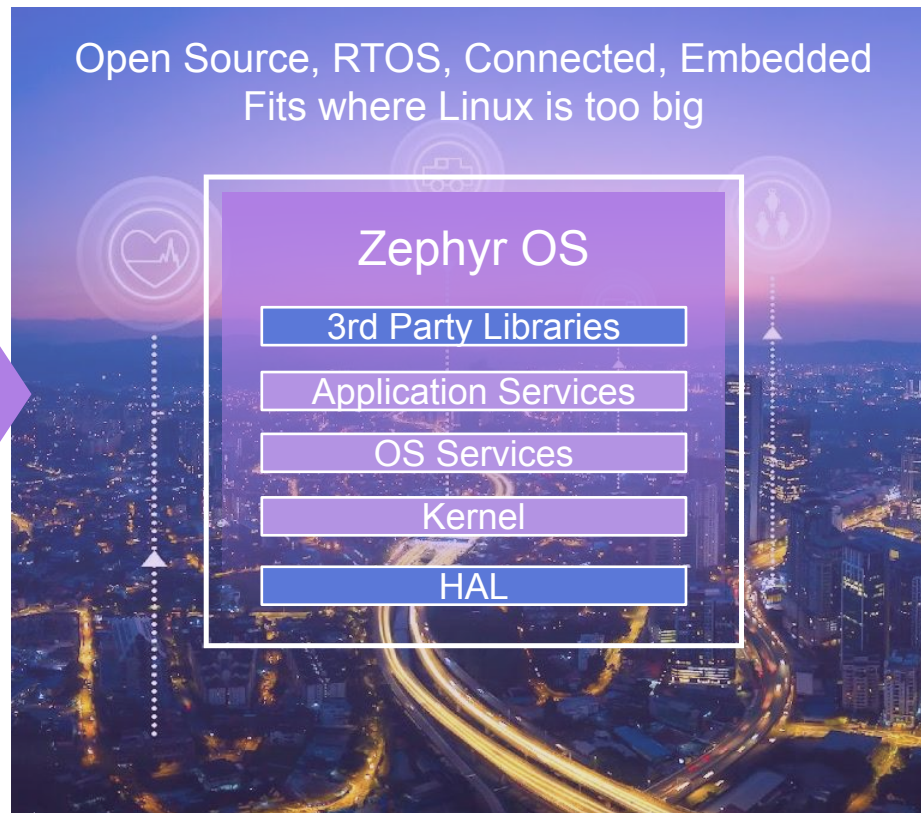 Open Source, RTOS, Connected, Embedded
Fits where Linux is too big
Zephyr OS
3rd Party Libraries
Application Services
OS Services
Kernel
HAL